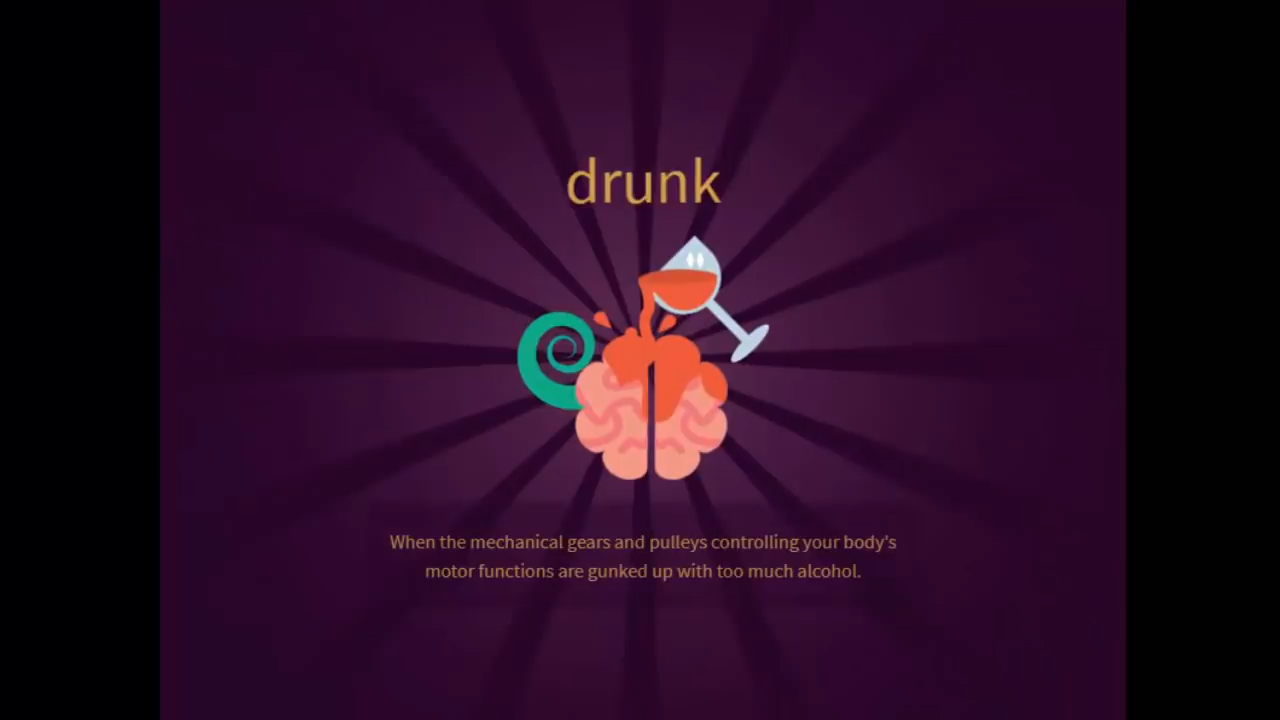 drunk
When the mechanical gears and pulleys controlling your body's
motor functions are gunked up with too much alcohol.